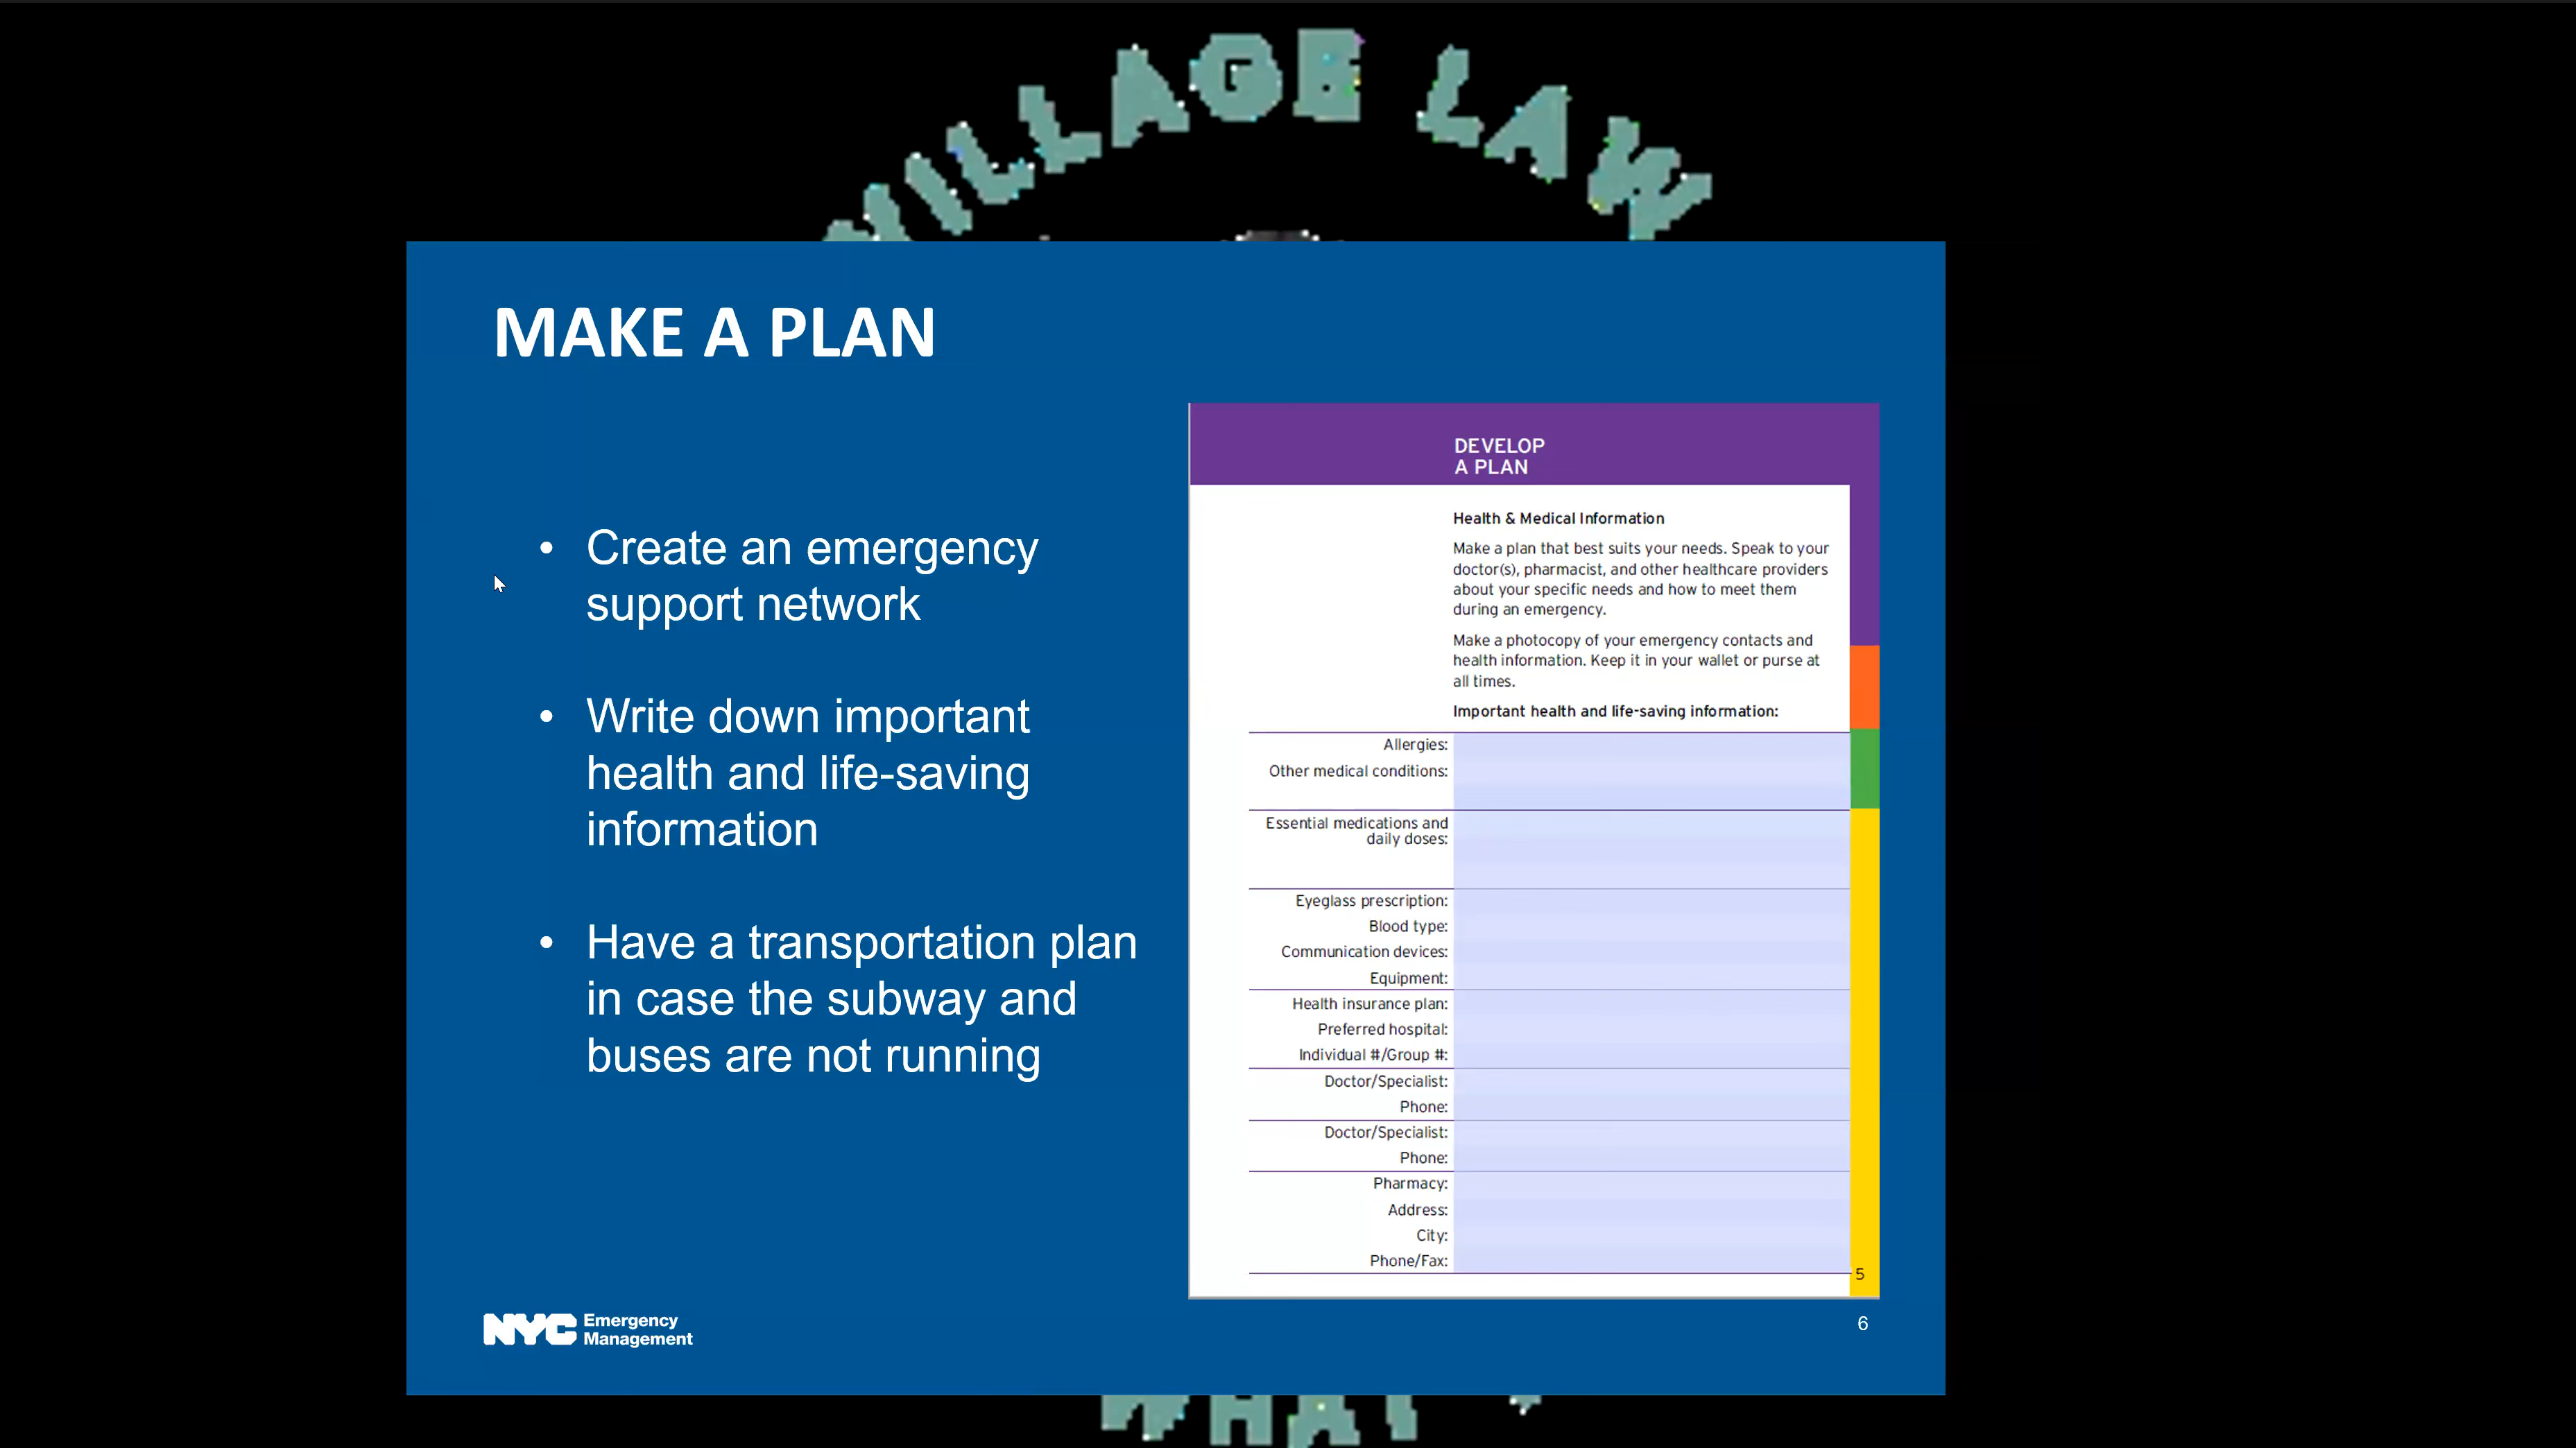 VILLAGE LAW
MAKE A PLAN
• Create an emergency
support network
• Write down important
health and life-saving
information
• Have a transportation plan
in case the subway and
buses are not running
DEVELOP
A PLAN
Health & Medical Information
Make a plan that best suits your needs. Speak to your
doctor(s), pharmacist, and other healthcare providers
about your specific needs and how to meet them
during an emergency.
Make a photocopy of your emergency contacts and
health information. Keep it in your wallet or purse at
all times.
Important health and life-saving information:
Allergies:
Other medical conditions:
Essential medications and
daily doses:
Eyeglass prescription:
Blood type:
Communication devices:
Equipment:
Health insurance plan:
Preferred hospital:
Individual #/Group #:
Doctor/Specialist:
Phone:
Doctor/Specialist:
Phone:
Pharmacy:
Address:
City:
Phone/Fax:
5
NYC Emergency
Management
6